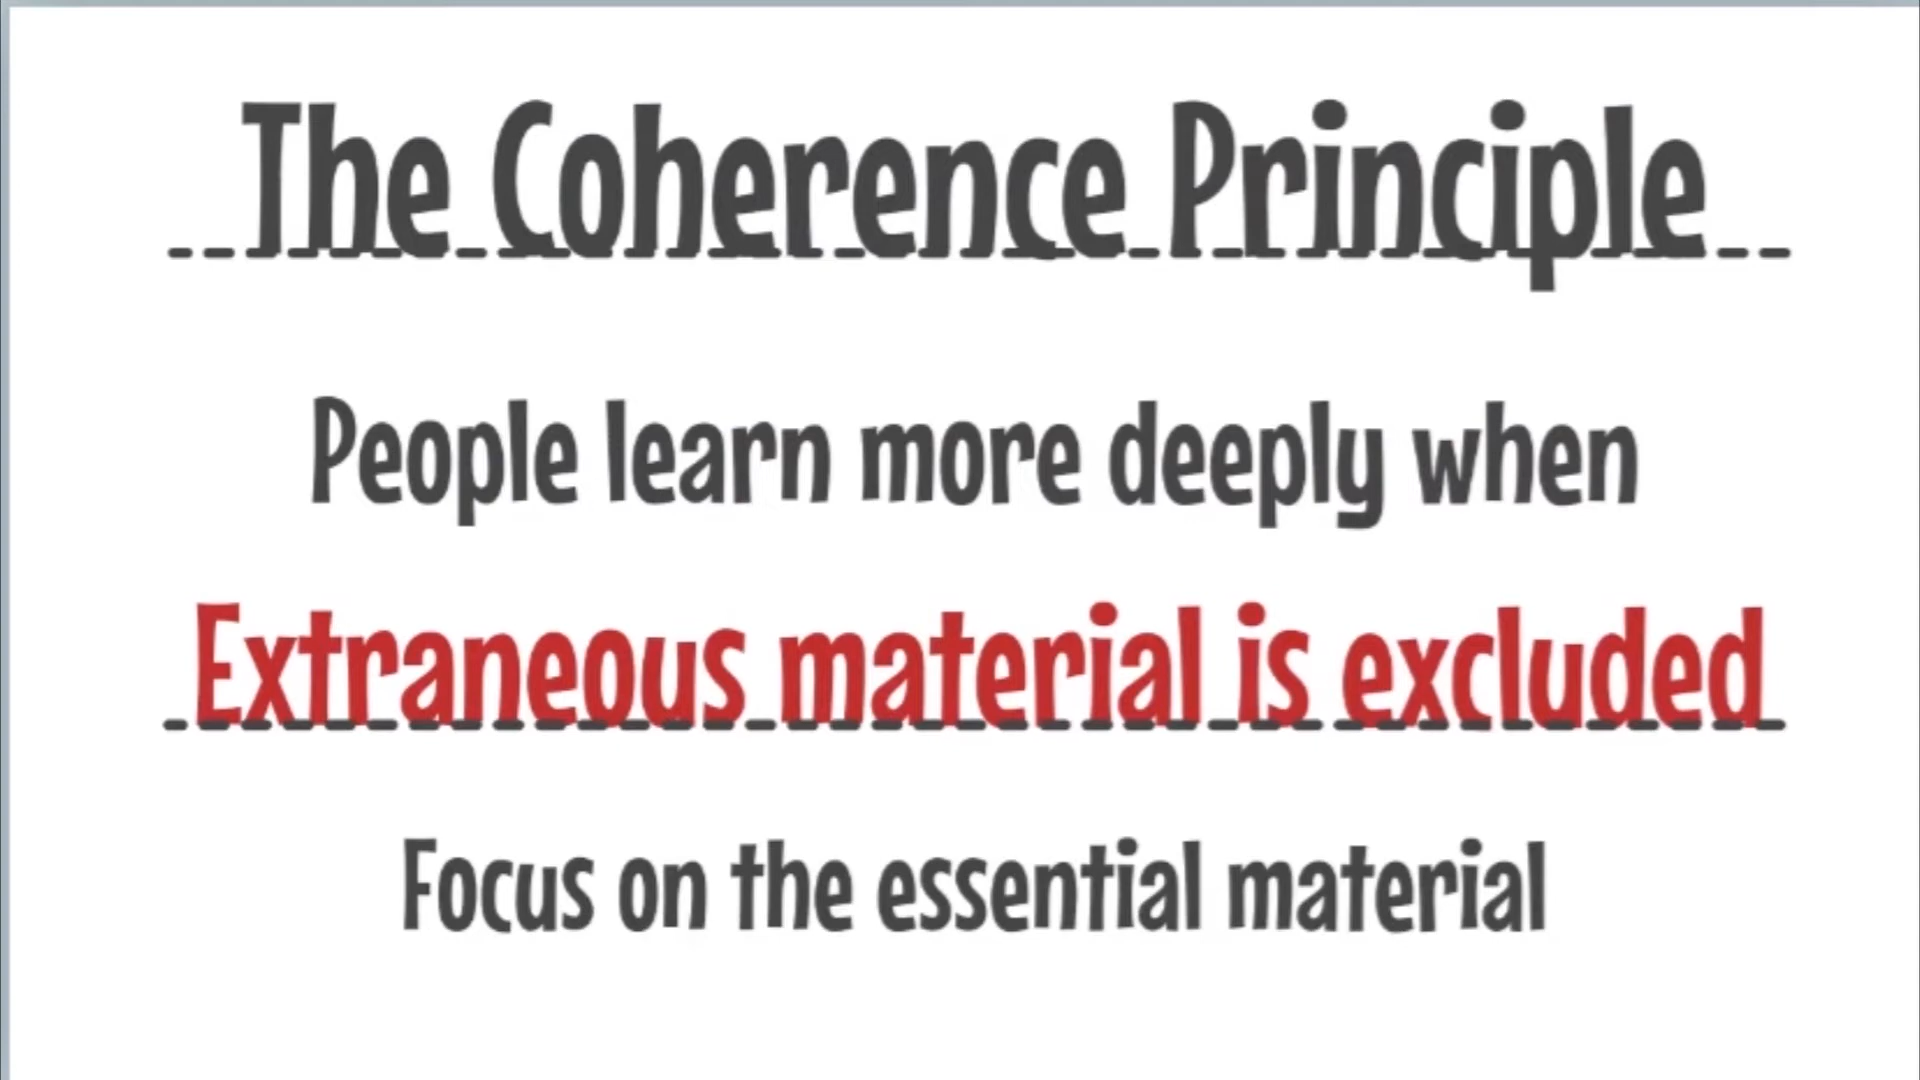 The Coherence Principle
People learn more deeply when
Extraneous material is excluded
Focus on the essential material